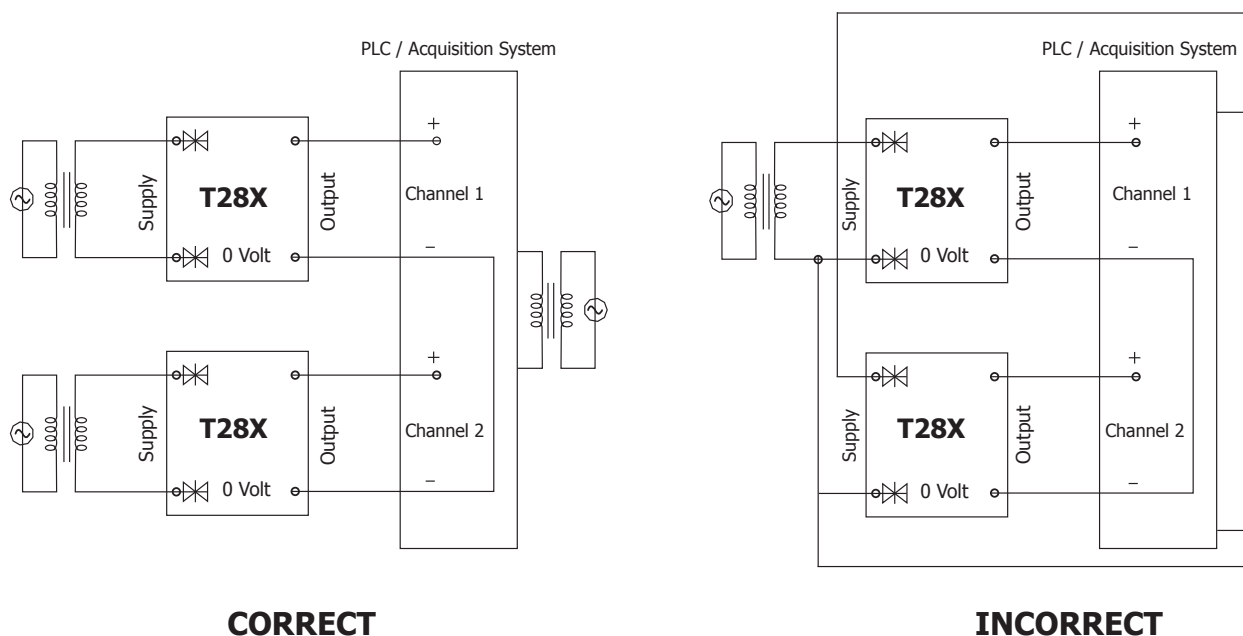 PLC / Acquisition System
+
Supply
T28X
Output
Channel 1
0 Volt
–
+
Supply
T28X
Output
Channel 2
0 Volt
–
CORRECT
PLC / Acquisition System
+
Supply
T28X
Output
Channel 1
0 Volt
–
+
Supply
T28X
Output
Channel 2
0 Volt
–
INCORRECT